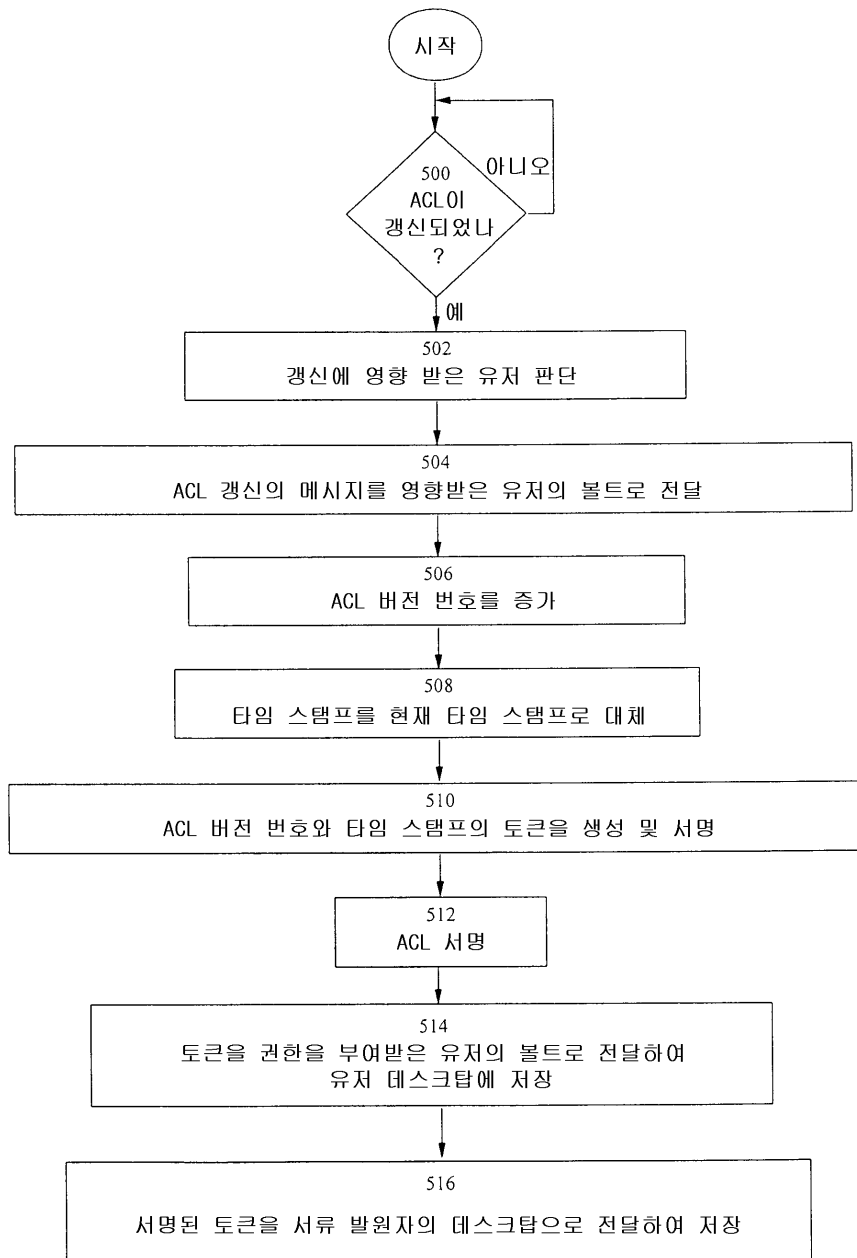 시작
아니오
500
ACL이
갱신되었나
?
예
502
갱신에 영향 받은 유저 판단
504
ACL 갱신의 메시지를 영향받은 유저의 볼트로 전달
506
ACL 버전 번호를 증가
508
타임 스탬프를 현재 타임 스탬프로 대체
510
ACL 버전 번호와 타임 스탬프의 토큰을 생성 및 서명
512
ACL 서명
514
토큰을 권한을 부여받은 유저의 볼트로 전달하여
유저 데스크탑에 저장
516
서명된 토큰을 서류 발원자의 데스크탑으로 전달하여 저장